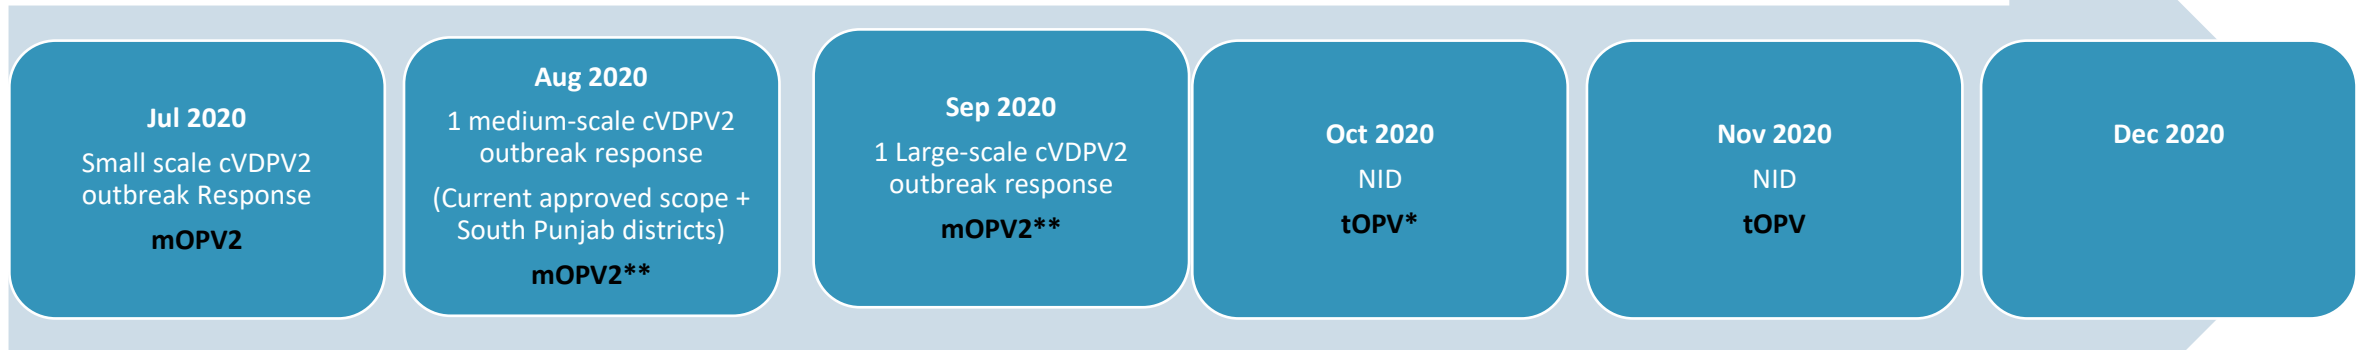 Jul 2020
Small scale cVDPV2
outbreak Response
mOPV2
Aug 2020
1 medium-scale cVDPV2
outbreak response
(Current approved scope +
South Punjab districts)
mOPV2**
Sep 2020
1 Large-scale cVDPV2
outbreak response
mOPV2**
Oct 2020
NID
tOPV*
Nov 2020
NID
tOPV
Dec 2020